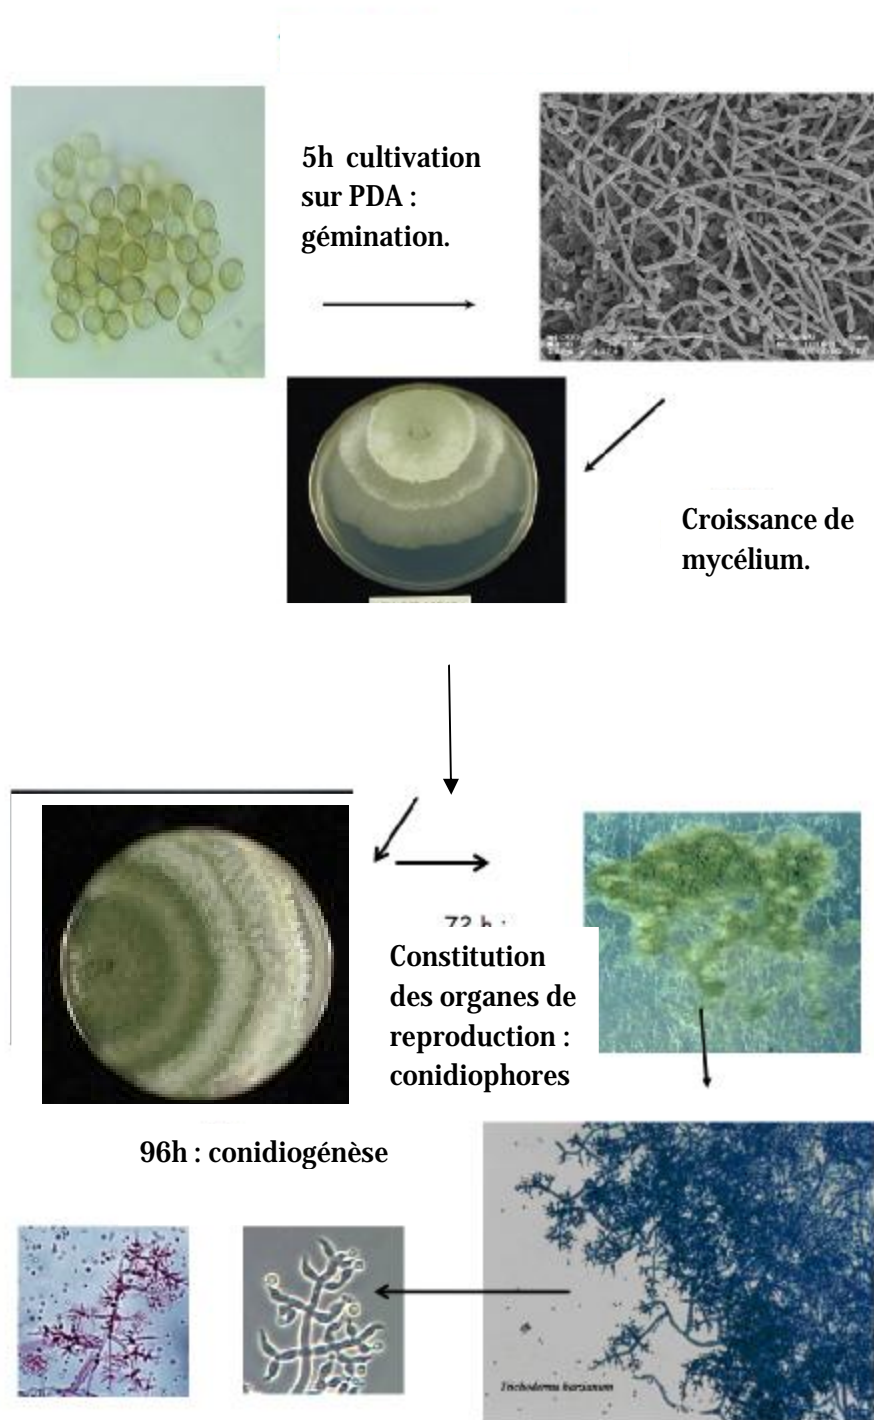 5h cultivation
sur PDA :
gémination.
Croissance de
mycélium.
72 h :
Constitution
des organes de
reproduction :
conidiophores
96h : conidiogénèse
Trichoderma harzianum